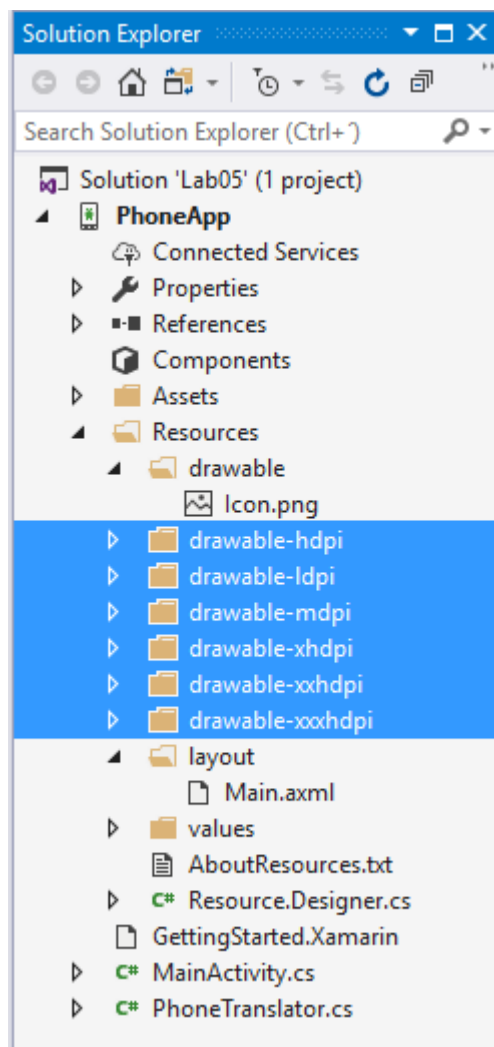 Solution Explorer
Search Solution Explorer (Ctrl+´)
Solution 'Lab05' (1 project)
PhoneApp
Connected Services
Properties
References
Components
Assets
Resources
drawable
Icon.png
drawable-hdpi
drawable-ldpi
drawable-mdpi
drawable-xhdpi
drawable-xxhdpi
drawable-xxxhdpi
layout
Main.axml
values
AboutResources.txt
C# Resource.Designer.cs
GettingStarted.Xamarin
C# MainActivity.cs
C# PhoneTranslator.cs